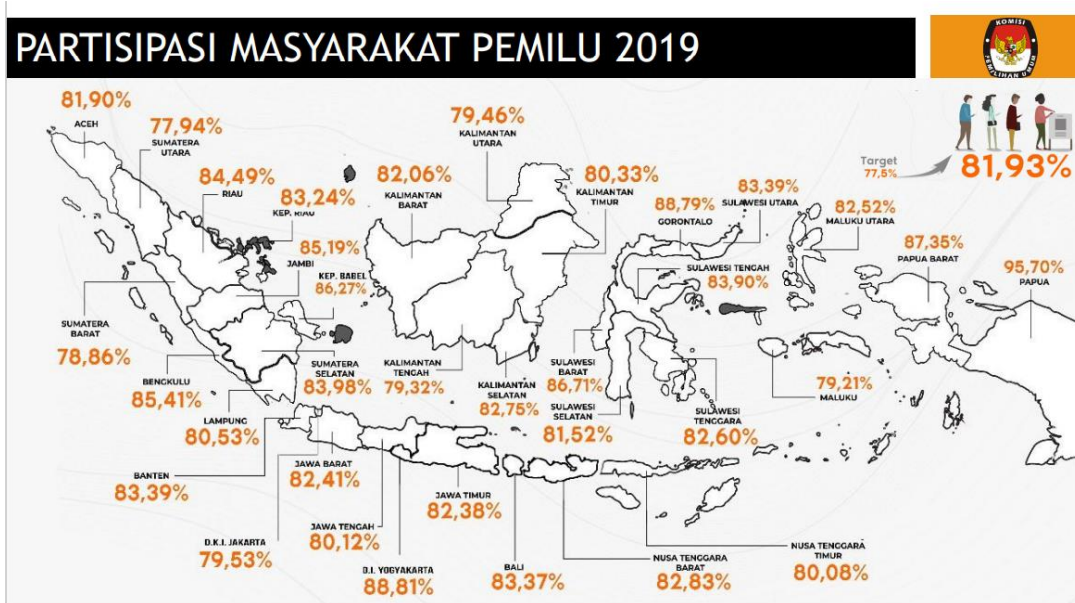 PARTISIPASI MASYARAKAT PEMILU 2019
KOMISI
PEMILIHAN UMUM
Target
77,5%
81,93%
81,90%
ACEH
77,94%
SUMATERA
UTARA
84,49%
RIAU
83,24%
KEP. RIAU
85,19%
JAMBI
KEP. BABEL
86,27%
SUMATERA
BARAT
78,86%
BENGKULU
85,41%
SUMATERA
SELATAN
83,98%
LAMPUNG
80,53%
BANTEN
83,39%
D.K.I. JAKARTA
79,53%
JAWA BARAT
82,41%
JAWA TENGAH
80,12%
D.I. YOGYAKARTA
88,81%
JAWA TIMUR
82,38%
BALI
83,37%
NUSA TENGGARA
BARAT
82,83%
NUSA TENGGARA
TIMUR
80,08%
82,06%
KALIMANTAN
BARAT
79,46%
KALIMANTAN
UTARA
80,33%
KALIMANTAN
TIMUR
KALIMANTAN
TENGAH
79,32%
KALIMANTAN
SELATAN
82,75%
88,79%
GORONTALO
83,39%
SULAWESI UTARA
SULAWESI TENGAH
83,90%
SULAWESI
BARAT
86,71%
SULAWESI
SELATAN
81,52%
SULAWESI
TENGGARA
82,60%
82,52%
MALUKU UTARA
79,21%
MALUKU
87,35%
PAPUA BARAT
95,70%
PAPUA